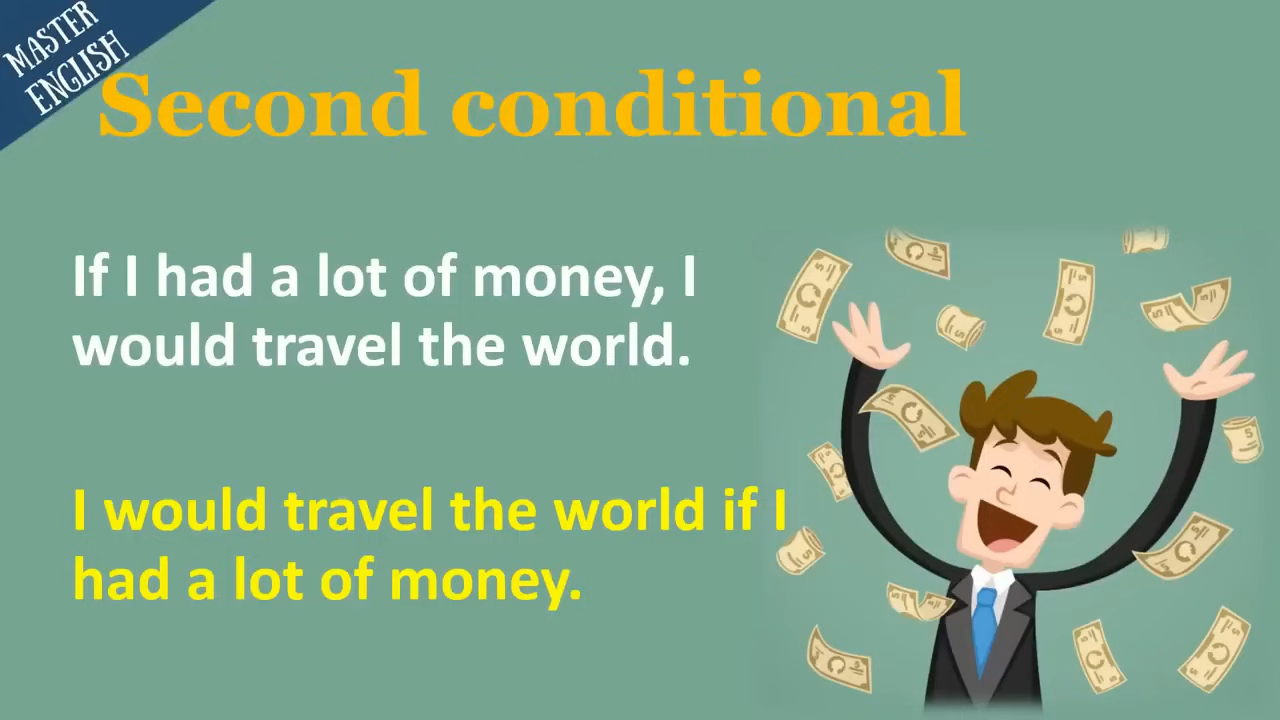 MASTER
ENGLISH
Second conditional
If I had a lot of money, I
would travel the world.
I would travel the world if I
had a lot of money.